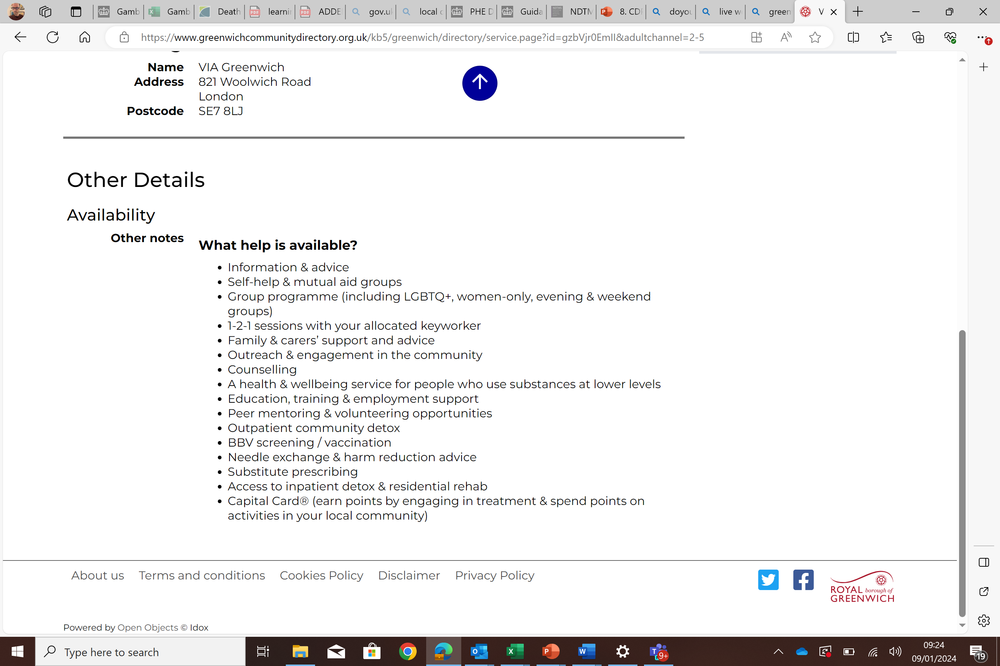 Gamb
Gamb
Death
learnir
ADDE
gov.u
local c
PHE D
Guida
NDTM
8. CDP
doyou
live we
green
V
https://www.greenwichcommunitydirectory.org.uk/kb5/greenwich/directory/service.page?id=gzbVjr0EmlI&adultchannel=2-5
Name VIA Greenwich
Address 821 Woolwich Road
London
Postcode SE7 8LJ
Other Details
Availability
Other notes
What help is available?
• Information & advice
• Self-help & mutual aid groups
• Group programme (including LGBTQ+, women-only, evening & weekend
groups)
• 1-2-1 sessions with your allocated keyworker
• Family & carers’ support and advice
• Outreach & engagement in the community
• Counselling
• A health & wellbeing service for people who use substances at lower levels
• Education, training & employment support
• Peer mentoring & volunteering opportunities
• Outpatient community detox
• BBV screening / vaccination
• Needle exchange & harm reduction advice
• Substitute prescribing
• Access to inpatient detox & residential rehab
• Capital Card® (earn points by engaging in treatment & spend points on
activities in your local community)
About us Terms and conditions Cookies Policy Disclaimer Privacy Policy
ROYAL borough of
GREENWICH
Powered by Open Objects © Idox
Type here to search
9+
09:24
09/01/2024
19